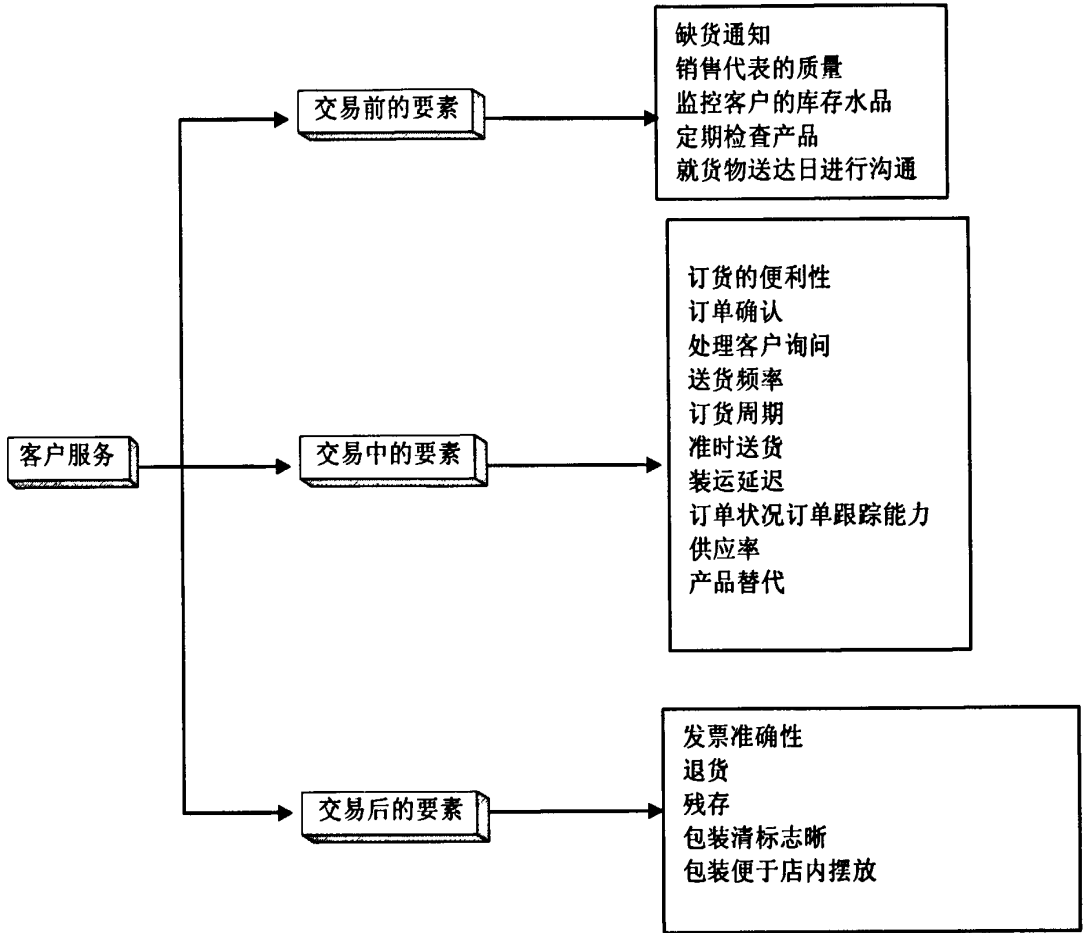 客户服务
交易前的要素
缺货通知
销售代表的质量
监控客户的库存水品
定期检查产品
就货物送达日进行沟通
交易中的要素
订货的便利性
订单确认
处理客户询问
送货频率
订货周期
准时送货
装运延迟
订单状况订单跟踪能力
供应率
产品替代
交易后的要素
发票准确性
退货
残存
包装清标志晰
包装便于店内摆放